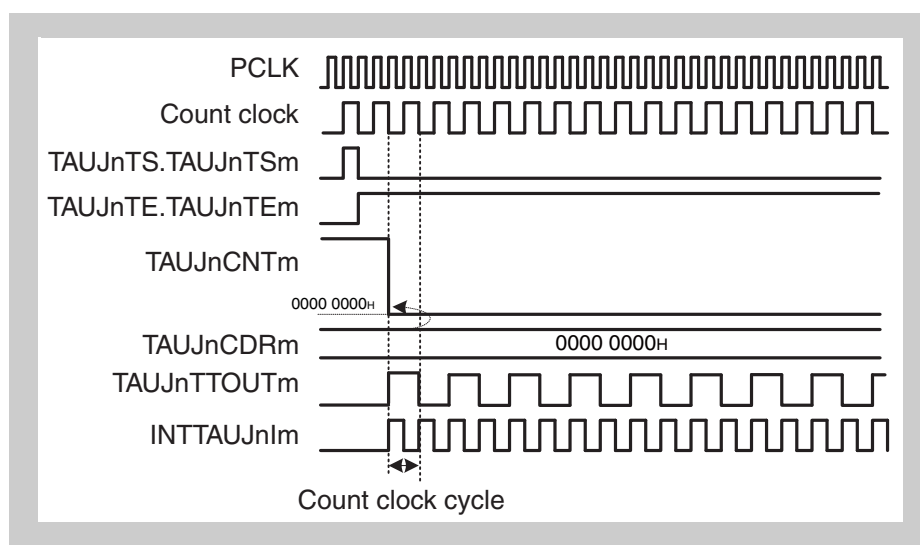 PCLK
Count clock
TAUJnTS.TAUJnTSm
TAUJnTE.TAUJnTEm
TAUJnCNTm
0000 0000H
TAUJnCDRm
0000 0000H
TAUJnTTOUTm
INTTAUJnIm
Count clock cycle